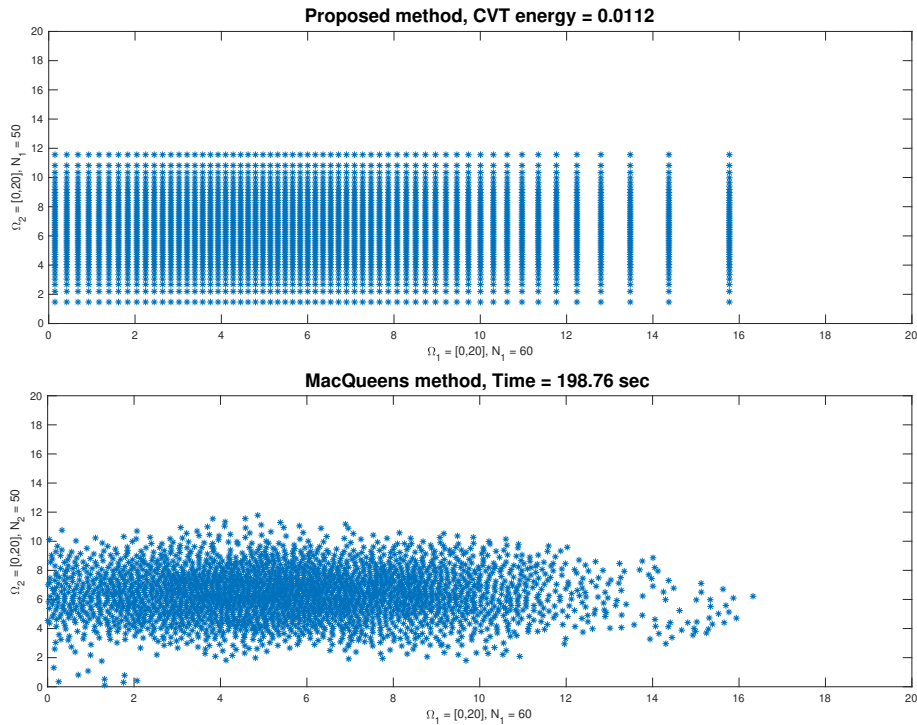 Proposed method, CVT energy = 0.0112
20
18
16
14
12
10
8
6
4
2
0
Ω₂ = [0,20], N₁ = 50
0 2 4 6 8 10 12 14 16 18 20
Ω₁ = [0,20], N₁ = 60
MacQueens method, Time = 198.76 sec
20
18
16
14
12
10
8
6
4
2
0
Ω₂ = [0,20], N₂ = 50
0 2 4 6 8 10 12 14 16 18 20
Ω₁ = [0,20], N₁ = 60